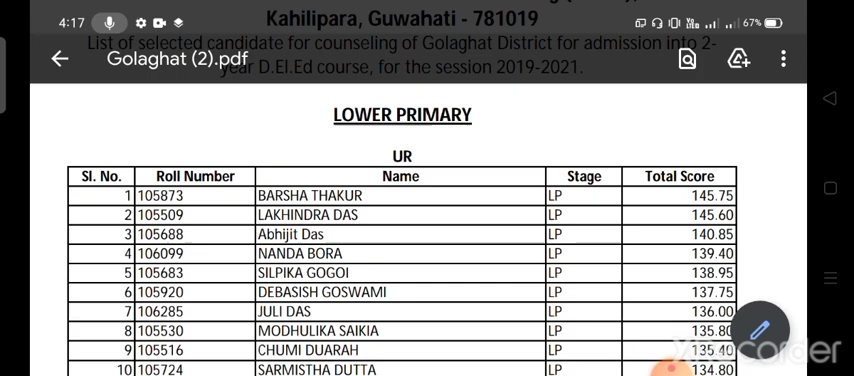 Kahilipara, Guwahati - 781019
4:17
67%
List of selected candidate for counseling of Golaghat District for admission into 2-
year D.El.Ed course, for the session 2019-2021.
Golaghat (2).pdf
LOWER PRIMARY
UR
Sl. No. Roll Number Name Stage Total Score
1 105873 BARSHA THAKUR LP 145.75
2 105509 LAKHINDRA DAS LP 145.60
3 105688 Abhijit Das LP 140.85
4 106099 NANDA BORA LP 139.40
5 105683 SILPIKA GOGOI LP 138.95
6 105920 DEBASISH GOSWAMI LP 137.75
7 106285 JULI DAS LP 136.00
8 105530 MODHULIKA SAIKIA LP 135.80
9 105516 CHUMI DUARAH LP 135.40
10 105724 SARMISTHA DUTTA LP 134.80